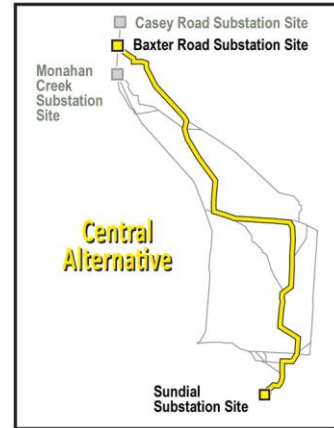 Casey Road Substation Site
Baxter Road Substation Site
Monahan
Creek Substation
Site
Central
Alternative
Sundial
Substation Site